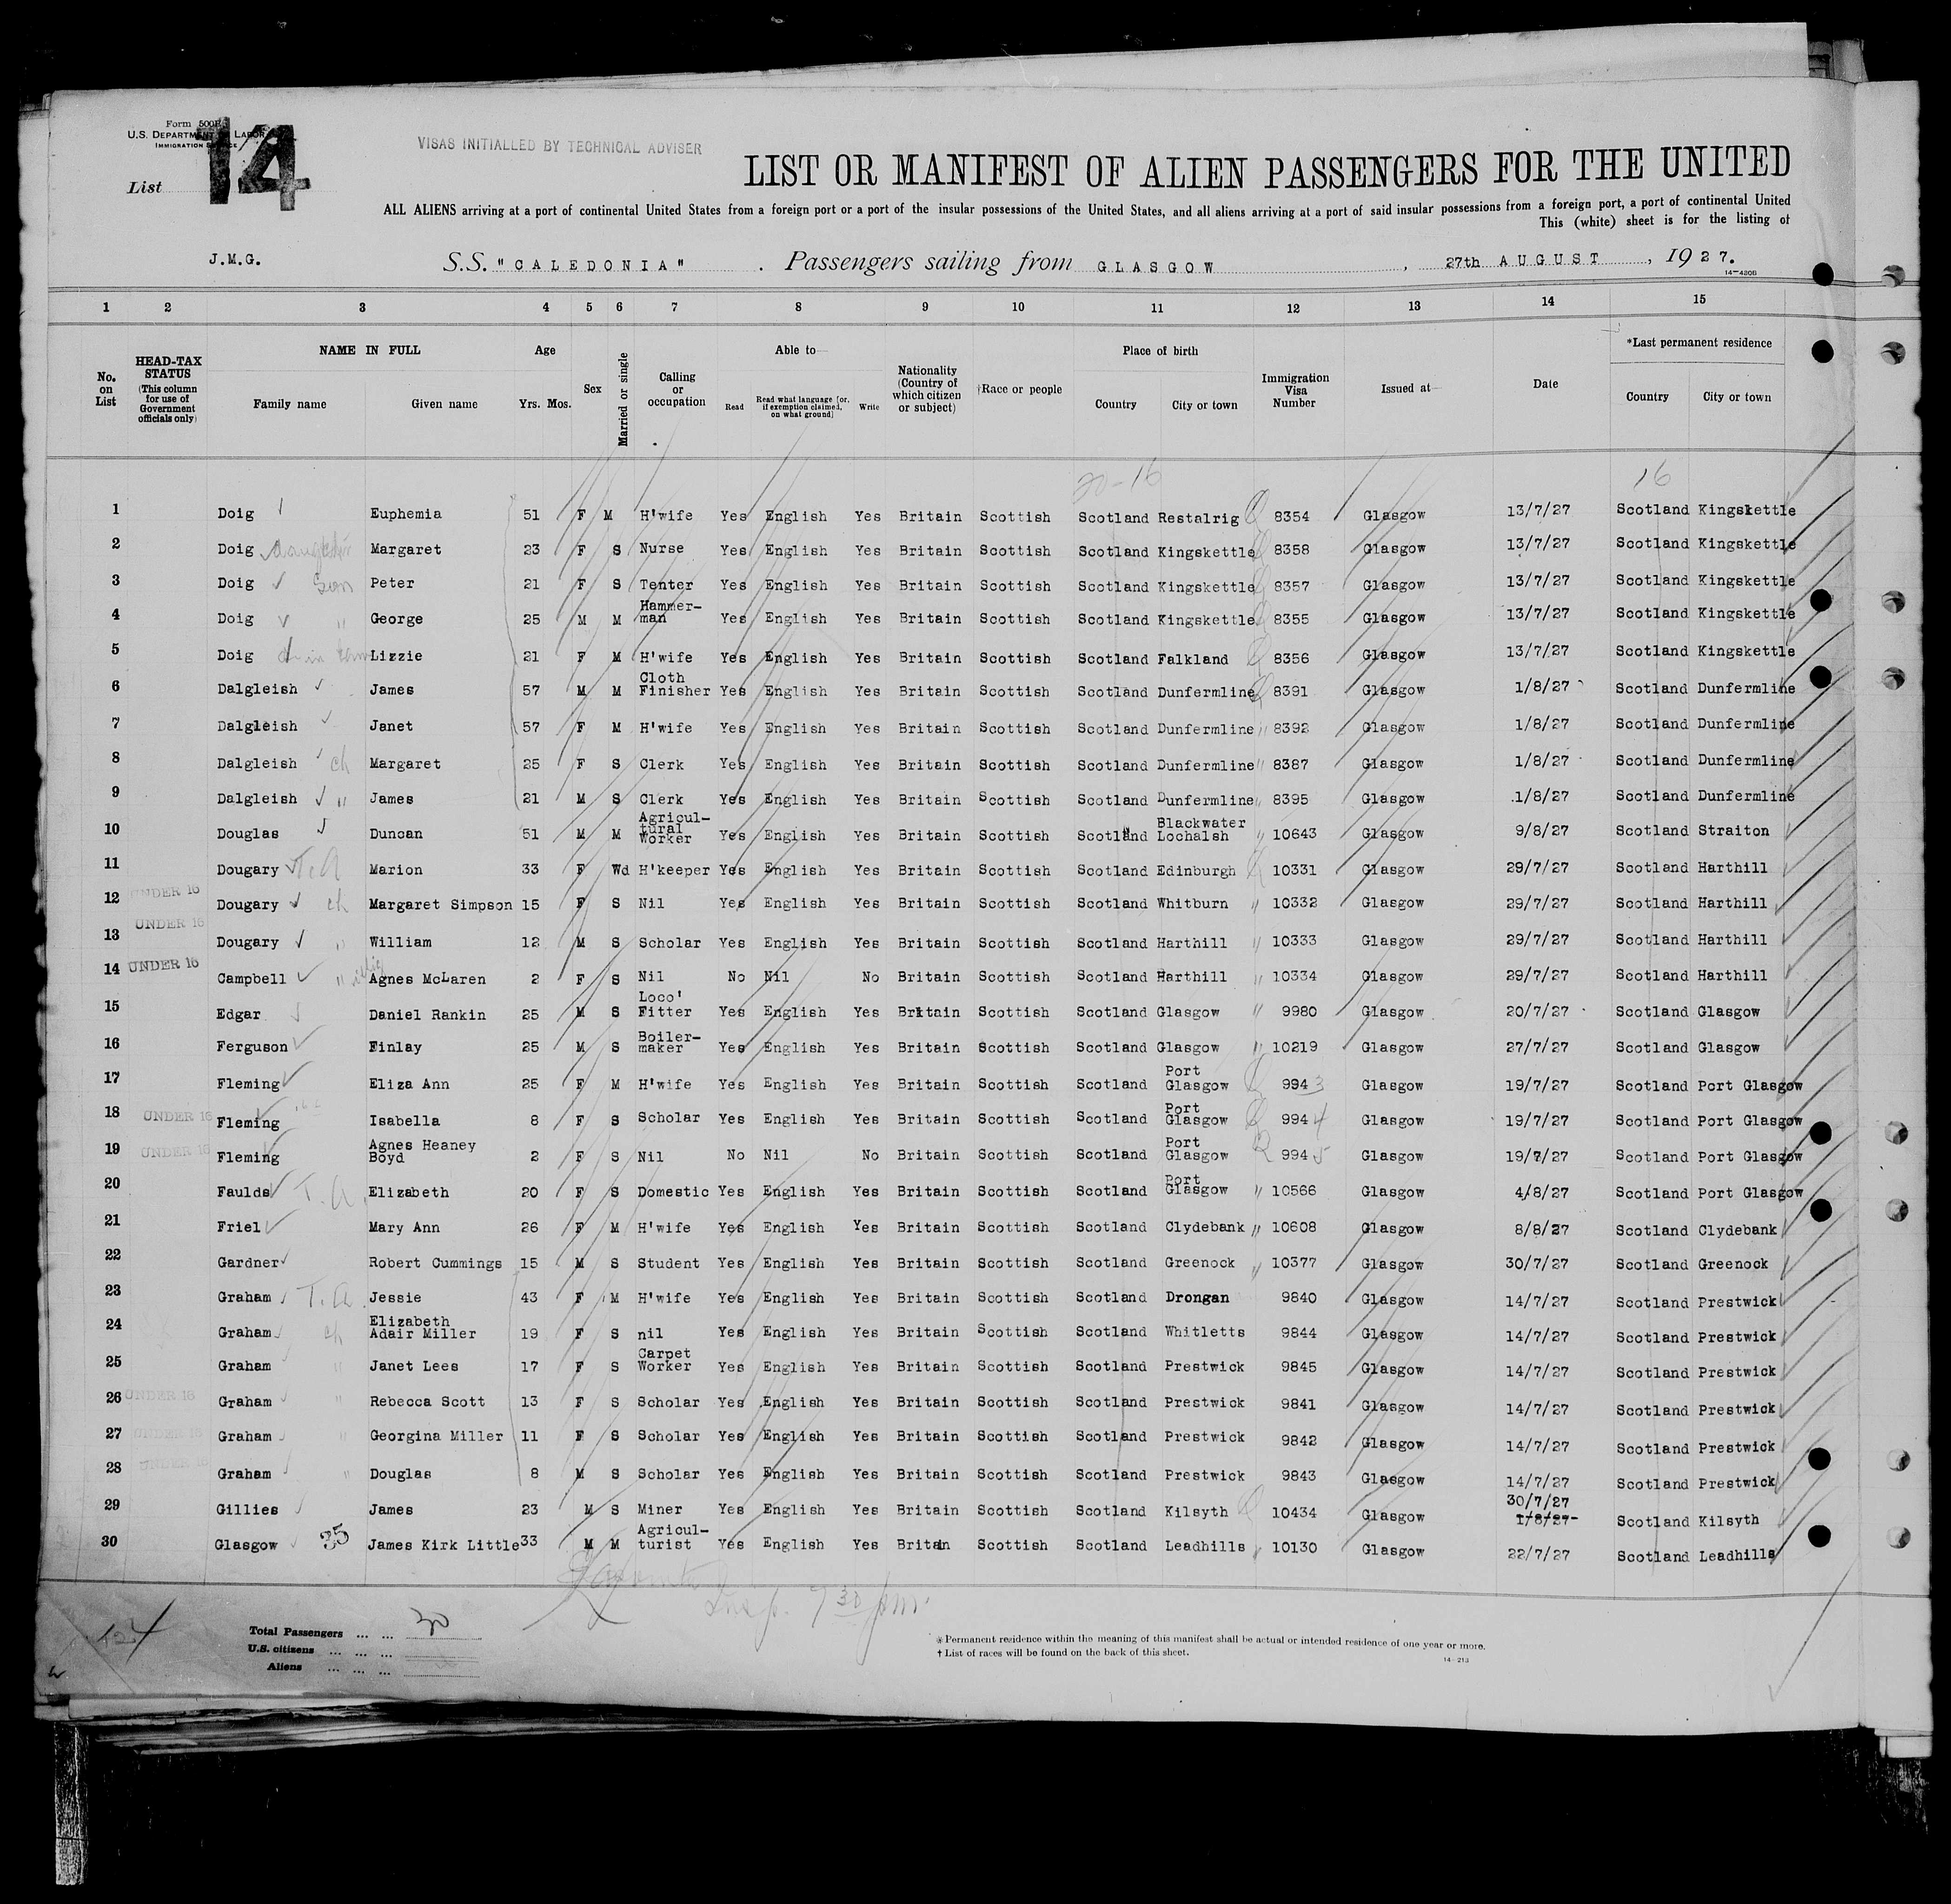 Form 500
U.S. DEPARTMENT LABOR
IMMIGRATION SERVICE
List 14
VISAS INITIALLED BY TECHNICAL ADVISER
LIST OR MANIFEST OF ALIEN PASSENGERS FOR THE UNITED
ALL ALIENS arriving at a port of continental United States from a foreign port or a port of the insular possessions of the United States, and all aliens arriving at a port of said insular possessions from a foreign port, a port of continental United
This (white) sheet is for the listing of
J.M.G. S.S. "CALEDONIA" . Passengers sailing from GLASGOW , 27th AUGUST , 1927.
14-4206
1 2 3 4 5 6 7 8 9 10 11 12 13 14 15
No. on List
HEAD-TAX STATUS (This column for use of Government officials only)
NAME IN FULL Family name Given name
Age Yrs. Mos.
Sex
Married or single
Calling or occupation
Able to Read Read what language [or, if exemption claimed, on what ground] Write
Nationality (Country of which citizen or subject)
†Race or people
Place of birth Country City or town
Immigration Visa Number
Issued at
Date
*Last permanent residence Country City or town
20-16 16
1 Doig Euphemia 51 F M H'wife Yes English Yes Britain Scottish Scotland Restalrig 8354 Glasgow 13/7/27 Scotland Kingskettle
2 Doig daughter Margaret 23 F S Nurse Yes English Yes Britain Scottish Scotland Kingskettle 8358 Glasgow 13/7/27 Scotland Kingskettle
3 Doig Son Peter 21 F S Tenter Yes English Yes Britain Scottish Scotland Kingskettle 8357 Glasgow 13/7/27 Scotland Kingskettle
4 Doig " George 25 M M Hammer-man Yes English Yes Britain Scottish Scotland Kingskettle 8355 Glasgow 13/7/27 Scotland Kingskettle
5 Doig d in law Lizzie 21 F M H'wife Yes English Yes Britain Scottish Scotland Falkland 8356 Glasgow 13/7/27 Scotland Kingskettle
6 Dalgleish James 57 M M Cloth Finisher Yes English Yes Britain Scottish Scotland Dunfermline 8391 Glasgow 1/8/27 Scotland Dunfermline
7 Dalgleish Janet 57 F M H'wife Yes English Yes Britain Scottish Scotland Dunfermline " 8392 Glasgow 1/8/27 Scotland Dunfermline
8 Dalgleish ch Margaret 25 F S Clerk Yes English Yes Britain Scottish Scotland Dunfermline " 8387 Glasgow 1/8/27 Scotland Dunfermline
9 Dalgleish " James 21 M S Clerk Yes English Yes Britain Scottish Scotland Dunfermline " 8395 Glasgow 1/8/27 Scotland Dunfermline
10 Douglas Duncan 51 M M Agricul-tural Worker Yes English Yes Britain Scottish Scotland Blackwater Lochalsh " 10643 Glasgow 9/8/27 Scotland Straiton
11 Dougary T.A Marion 33 F Wd H'keeper Yes English Yes Britain Scottish Scotland Edinburgh 10331 Glasgow 29/7/27 Scotland Harthill
12 UNDER 16 Dougary ch Margaret Simpson 15 F S Nil Yes English Yes Britain Scottish Scotland Whitburn " 10332 Glasgow 29/7/27 Scotland Harthill
13 UNDER 16 Dougary " William 12 M S Scholar Yes English Yes Britain Scottish Scotland Harthill " 10333 Glasgow 29/7/27 Scotland Harthill
14 UNDER 16 Campbell " Agnes McLaren 2 F S Nil No Nil No Britain Scottish Scotland Harthill " 10334 Glasgow 29/7/27 Scotland Harthill
15 Edgar Daniel Rankin 25 M S Loco' Fitter Yes English Yes Britain Scottish Scotland Glasgow " 9980 Glasgow 20/7/27 Scotland Glasgow
16 Ferguson Finlay 25 M S Boiler-maker Yes English Yes Britain Scottish Scotland Glasgow " 10219 Glasgow 27/7/27 Scotland Glasgow
17 Fleming Eliza Ann 25 F M H'wife Yes English Yes Britain Scottish Scotland Port Glasgow 9943 Glasgow 19/7/27 Scotland Port Glasgow
18 UNDER 16 Fleming Isabella 8 F S Scholar Yes English Yes Britain Scottish Scotland Port Glasgow 9944 Glasgow 19/7/27 Scotland Port Glasgow
19 UNDER 16 Fleming Agnes Heaney Boyd 2 F S Nil No Nil No Britain Scottish Scotland Port Glasgow 9945 Glasgow 19/7/27 Scotland Port Glasgow
20 Faulds T.A. Elizabeth 20 F S Domestic Yes English Yes Britain Scottish Scotland Port Glasgow " 10566 Glasgow 4/8/27 Scotland Port Glasgow
21 Friel Mary Ann 26 F M H'wife Yes English Yes Britain Scottish Scotland Clydebank " 10608 Glasgow 8/8/27 Scotland Clydebank
22 Gardner Robert Cummings 15 M S Student Yes English Yes Britain Scottish Scotland Greenock " 10377 Glasgow 30/7/27 Scotland Greenock
23 Graham T.A. Jessie 43 F M H'wife Yes English Yes Britain Scottish Scotland Drongan 9840 Glasgow 14/7/27 Scotland Prestwick
24 Graham ch Elizabeth Adair Miller 19 F S nil Yes English Yes Britain Scottish Scotland Whitletts 9844 Glasgow 14/7/27 Scotland Prestwick
25 Graham " Janet Lees 17 F S Carpet Worker Yes English Yes Britain Scottish Scotland Prestwick 9845 Glasgow 14/7/27 Scotland Prestwick
26 UNDER 16 Graham " Rebecca Scott 13 F S Scholar Yes English Yes Britain Scottish Scotland Prestwick 9841 Glasgow 14/7/27 Scotland Prestwick
27 UNDER 16 Graham " Georgina Miller 11 F S Scholar Yes English Yes Britain Scottish Scotland Prestwick 9842 Glasgow 14/7/27 Scotland Prestwick
28 UNDER 16 Graham " Douglas 8 M S Scholar Yes English Yes Britain Scottish Scotland Prestwick 9843 Glasgow 14/7/27 Scotland Prestwick
29 Gillies James 23 M S Miner Yes English Yes Britain Scottish Scotland Kilsyth 10434 Glasgow 30/7/27 1/8/27 Scotland Kilsyth
30 Glasgow 35 James Kirk Little 33 M M Agricul-turist Yes English Yes Britain Scottish Scotland Leadhills 10130 Glasgow 22/7/27 Scotland Leadhills
Insp. 7 30 pm.
Total Passengers ... ... 30
U.S. citizens ... ... ...
Aliens ... ... ...
* Permanent residence within the meaning of this manifest shall be actual or intended residence of one year or more.
† List of races will be found on the back of this sheet.
14-213